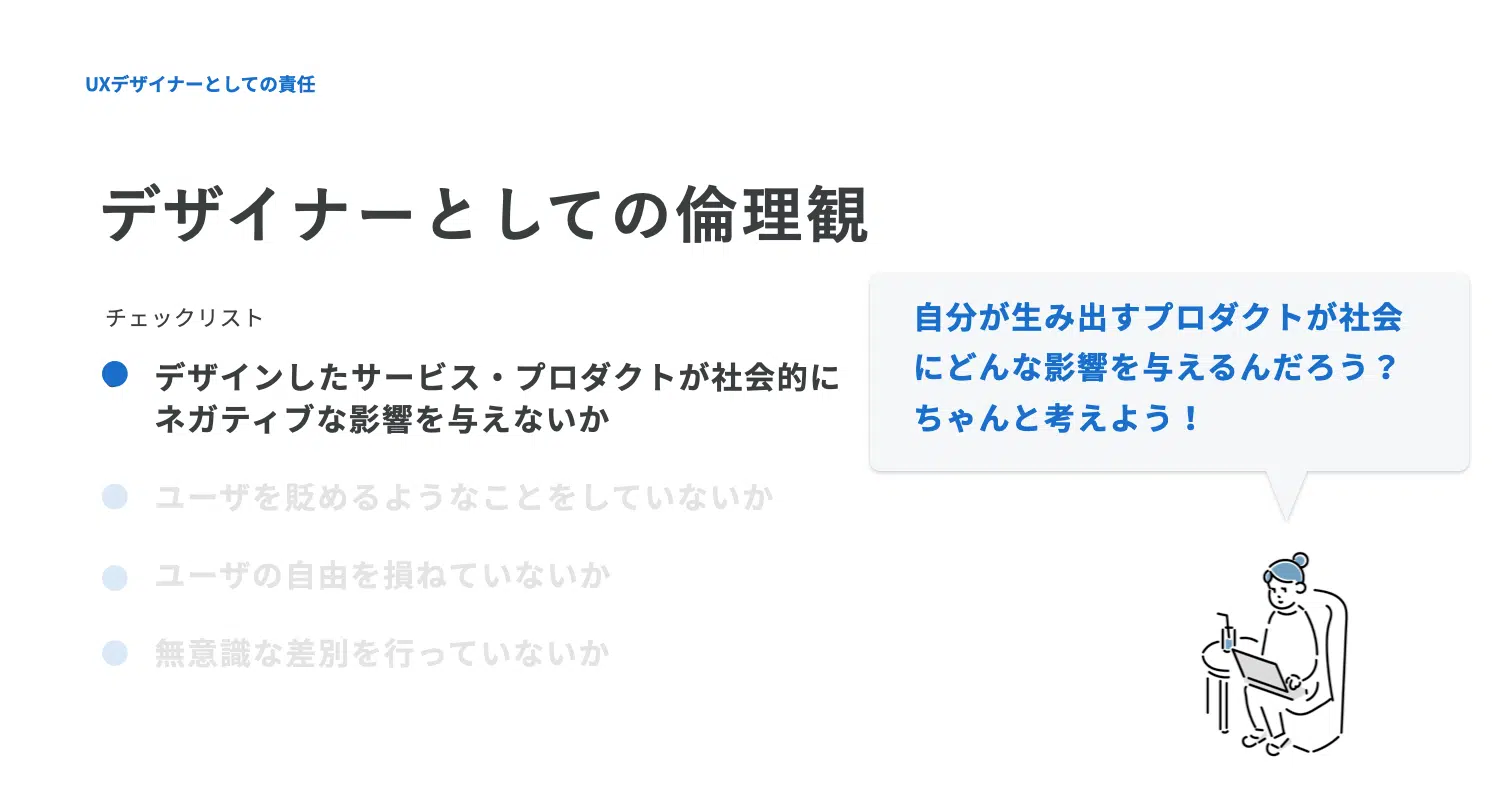 UXデザイナーとしての責任
デザイナーとしての倫理観
チェックリスト
デザインしたサービス・プロダクトが社会的に
ネガティブな影響を与えないか
ユーザを貶めるようなことをしていないか
ユーザの自由を損ねていないか
無意識な差別を行っていないか
自分が生み出すプロダクトが社会
にどんな影響を与えるんだろう？
ちゃんと考えよう！